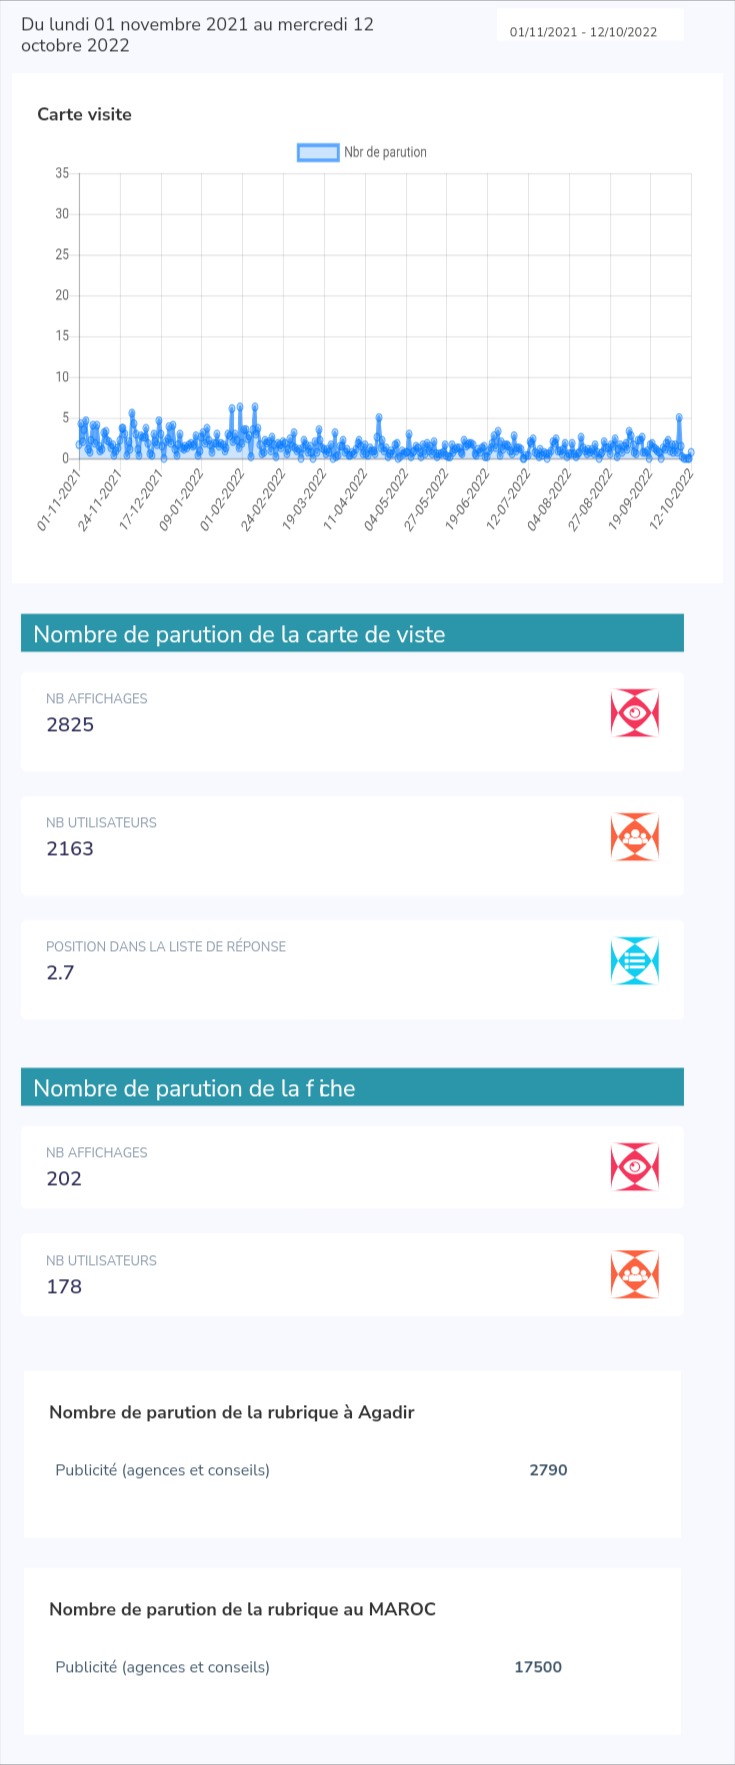 Du lundi 01 novembre 2021 au mercredi 12
octobre 2022
01/11/2021 - 12/10/2022
Carte visite
Nbr de parution
35
30
25
20
15
10
5
0
01-11-2021
24-11-2021
17-12-2021
09-01-2022
01-02-2022
24-02-2022
19-03-2022
11-04-2022
04-05-2022
27-05-2022
19-06-2022
12-07-2022
04-08-2022
27-08-2022
19-09-2022
12-10-2022
Nombre de parution de la carte de viste
NB AFFICHAGES
2825
NB UTILISATEURS
2163
POSITION DANS LA LISTE DE RÉPONSE
2.7
Nombre de parution de la fiche
NB AFFICHAGES
202
NB UTILISATEURS
178
Nombre de parution de la rubrique à Agadir
Publicité (agences et conseils) 2790
Nombre de parution de la rubrique au MAROC
Publicité (agences et conseils) 17500